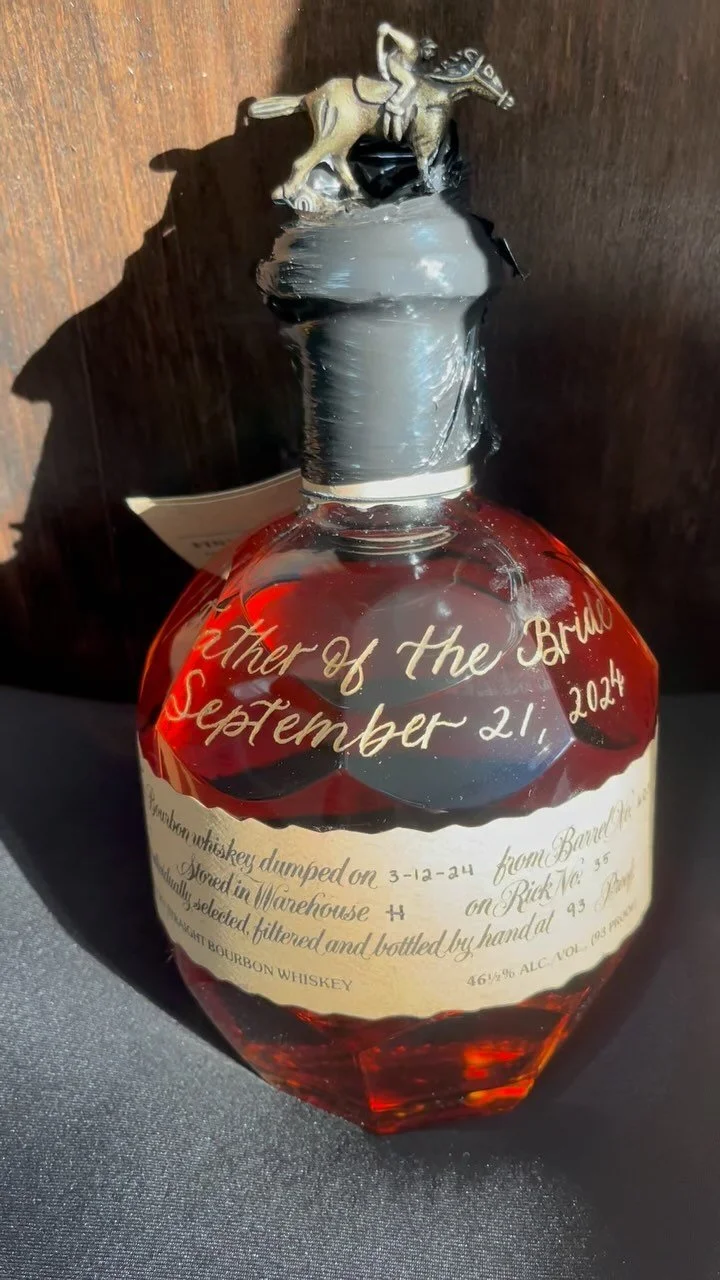 Father of the Bride
September 21, 2024
Bourbon whiskey dumped on 3-12-24 from Barrel No.
Stored in Warehouse H on Rick No. 35
individually selected, filtered and bottled by hand at 93 Proof
STRAIGHT BOURBON WHISKEY 46½% ALC./VOL., (93 PROOF)